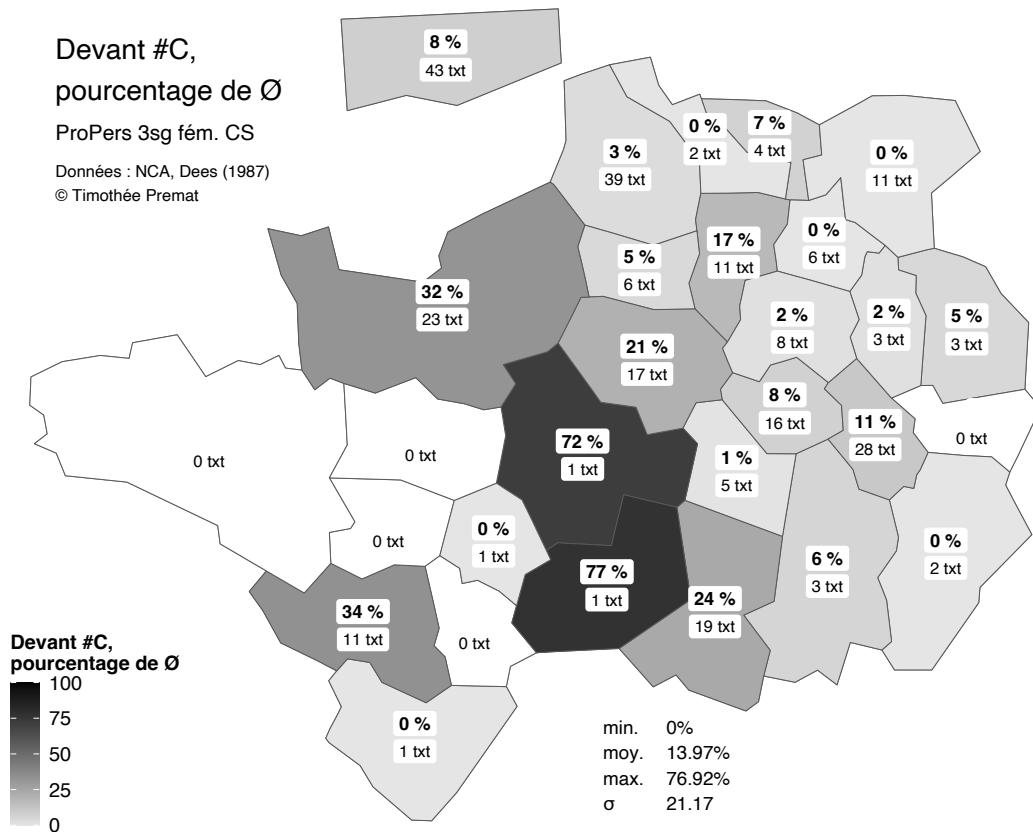 Devant #C,
pourcentage de Ø
ProPers 3sg fém. CS
Données : NCA, Dees (1987)
© Timothée Premat
8 %
43 txt
3 %
39 txt
0 %
2 txt
7 %
4 txt
0 %
11 txt
5 %
6 txt
17 %
11 txt
0 %
6 txt
32 %
23 txt
21 %
17 txt
2 %
8 txt
2 %
3 txt
5 %
3 txt
8 %
16 txt
11 %
28 txt
0 txt
0 txt
0 txt
72 %
1 txt
1 %
5 txt
0 txt
0 %
1 txt
77 %
1 txt
24 %
19 txt
6 %
3 txt
0 %
2 txt
34 %
11 txt
0 txt
0 %
1 txt
Devant #C,
pourcentage de Ø
100
75
50
25
0
min. 0%
moy. 13.97%
max. 76.92%
σ 21.17